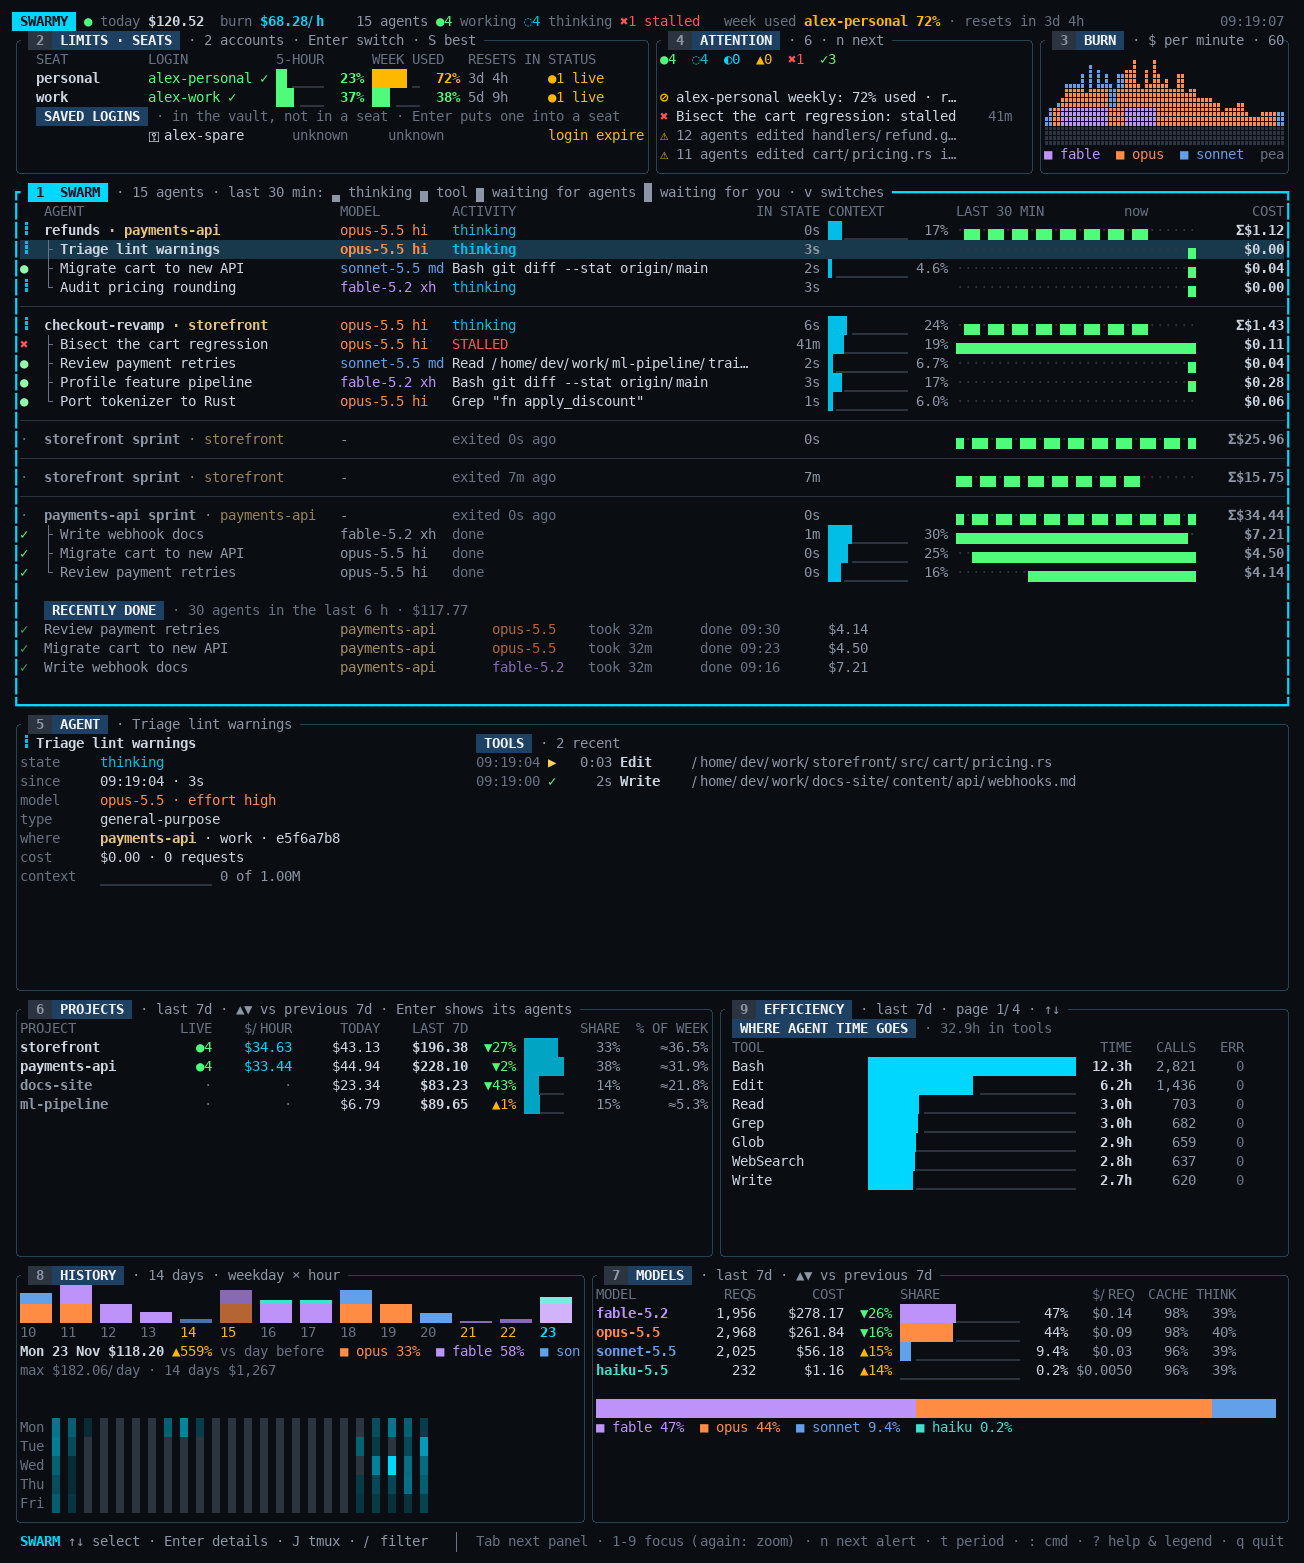 SWARMY ● today $120.52 burn $68.28/h 15 agents ●4 working ◌4 thinking ✖1 stalled week used alex-personal 72% · resets in 3d 4h 09:19:07
2 LIMITS · SEATS · 2 accounts · Enter switch · S best
SEAT LOGIN 5-HOUR WEEK USED RESETS IN STATUS
personal alex-personal ✓ 23% 72% 3d 4h ●1 live
work alex-work ✓ 37% 38% 5d 9h ●1 live
SAVED LOGINS · in the vault, not in a seat · Enter puts one into a seat
alex-spare unknown unknown login expire
4 ATTENTION · 6 · n next
●4 ◌4 ◐0 ▲0 ✖1 ✓3
⊘ alex-personal weekly: 72% used · r…
✖ Bisect the cart regression: stalled 41m
⚠ 12 agents edited handlers/refund.g…
⚠ 11 agents edited cart/pricing.rs i…
3 BURN · $ per minute · 60
■ fable ■ opus ■ sonnet pea
1 SWARM · 15 agents · last 30 min: thinking tool waiting for agents waiting for you · v switches
AGENT MODEL ACTIVITY IN STATE CONTEXT LAST 30 MIN now COST
refunds · payments-api opus-5.5 hi thinking 0s 17% Σ$1.12
├ Triage lint warnings opus-5.5 hi thinking 3s $0.00
● ├ Migrate cart to new API sonnet-5.5 md Bash git diff --stat origin/main 2s 4.6% $0.04
└ Audit pricing rounding fable-5.2 xh thinking 3s $0.00
checkout-revamp · storefront opus-5.5 hi thinking 6s 24% Σ$1.43
✖ ├ Bisect the cart regression opus-5.5 hi STALLED 41m 19% $0.11
● ├ Review payment retries sonnet-5.5 md Read /home/dev/work/ml-pipeline/trai… 2s 6.7% $0.04
● ├ Profile feature pipeline fable-5.2 xh Bash git diff --stat origin/main 3s 17% $0.28
● └ Port tokenizer to Rust opus-5.5 hi Grep "fn apply_discount" 1s 6.0% $0.06
· storefront sprint · storefront - exited 0s ago 0s Σ$25.96
· storefront sprint · storefront - exited 7m ago 7m Σ$15.75
· payments-api sprint · payments-api - exited 0s ago 0s Σ$34.44
✓ ├ Write webhook docs fable-5.2 xh done 1m 30% $7.21
✓ ├ Migrate cart to new API opus-5.5 hi done 0s 25% $4.50
✓ └ Review payment retries opus-5.5 hi done 0s 16% $4.14
RECENTLY DONE · 30 agents in the last 6 h · $117.77
✓ Review payment retries payments-api opus-5.5 took 32m done 09:30 $4.14
✓ Migrate cart to new API payments-api opus-5.5 took 32m done 09:23 $4.50
✓ Write webhook docs payments-api fable-5.2 took 32m done 09:16 $7.21
5 AGENT · Triage lint warnings
Triage lint warnings
state thinking
since 09:19:04 · 3s
model opus-5.5 · effort high
type general-purpose
where payments-api · work · e5f6a7b8
cost $0.00 · 0 requests
context 0 of 1.00M
TOOLS · 2 recent
09:19:04 ▶ 0:03 Edit /home/dev/work/storefront/src/cart/pricing.rs
09:19:00 ✓ 2s Write /home/dev/work/docs-site/content/api/webhooks.md
6 PROJECTS · last 7d · ▲▼ vs previous 7d · Enter shows its agents
PROJECT LIVE $/HOUR TODAY LAST 7D SHARE % OF WEEK
storefront ●4 $34.63 $43.13 $196.38 ▼27% 33% ≈36.5%
payments-api ●4 $33.44 $44.94 $228.10 ▼2% 38% ≈31.9%
docs-site · · $23.34 $83.23 ▼43% 14% ≈21.8%
ml-pipeline · · $6.79 $89.65 ▲1% 15% ≈5.3%
9 EFFICIENCY · last 7d · page 1/4 · ↑↓
WHERE AGENT TIME GOES · 32.9h in tools
TOOL TIME CALLS ERR
Bash 12.3h 2,821 0
Edit 6.2h 1,436 0
Read 3.0h 703 0
Grep 3.0h 682 0
Glob 2.9h 659 0
WebSearch 2.8h 637 0
Write 2.7h 620 0
8 HISTORY · 14 days · weekday × hour
10 11 12 13 14 15 16 17 18 19 20 21 22 23
Mon 23 Nov $118.20 ▲559% vs day before ■ opus 33% ■ fable 58% ■ son
max $182.06/day · 14 days $1,267
Mon
Tue
Wed
Thu
Fri
7 MODELS · last 7d · ▲▼ vs previous 7d
MODEL REQS COST SHARE $/REQ CACHE THINK
fable-5.2 1,956 $278.17 ▼26% 47% $0.14 98% 39%
opus-5.5 2,968 $261.84 ▼16% 44% $0.09 98% 40%
sonnet-5.5 2,025 $56.18 ▲15% 9.4% $0.03 96% 39%
haiku-5.5 232 $1.16 ▲14% 0.2% $0.0050 96% 39%
■ fable 47% ■ opus 44% ■ sonnet 9.4% ■ haiku 0.2%
SWARM ↑↓ select · Enter details · J tmux · / filter │ Tab next panel · 1-9 focus (again: zoom) · n next alert · t period · : cmd · ? help & legend · q quit